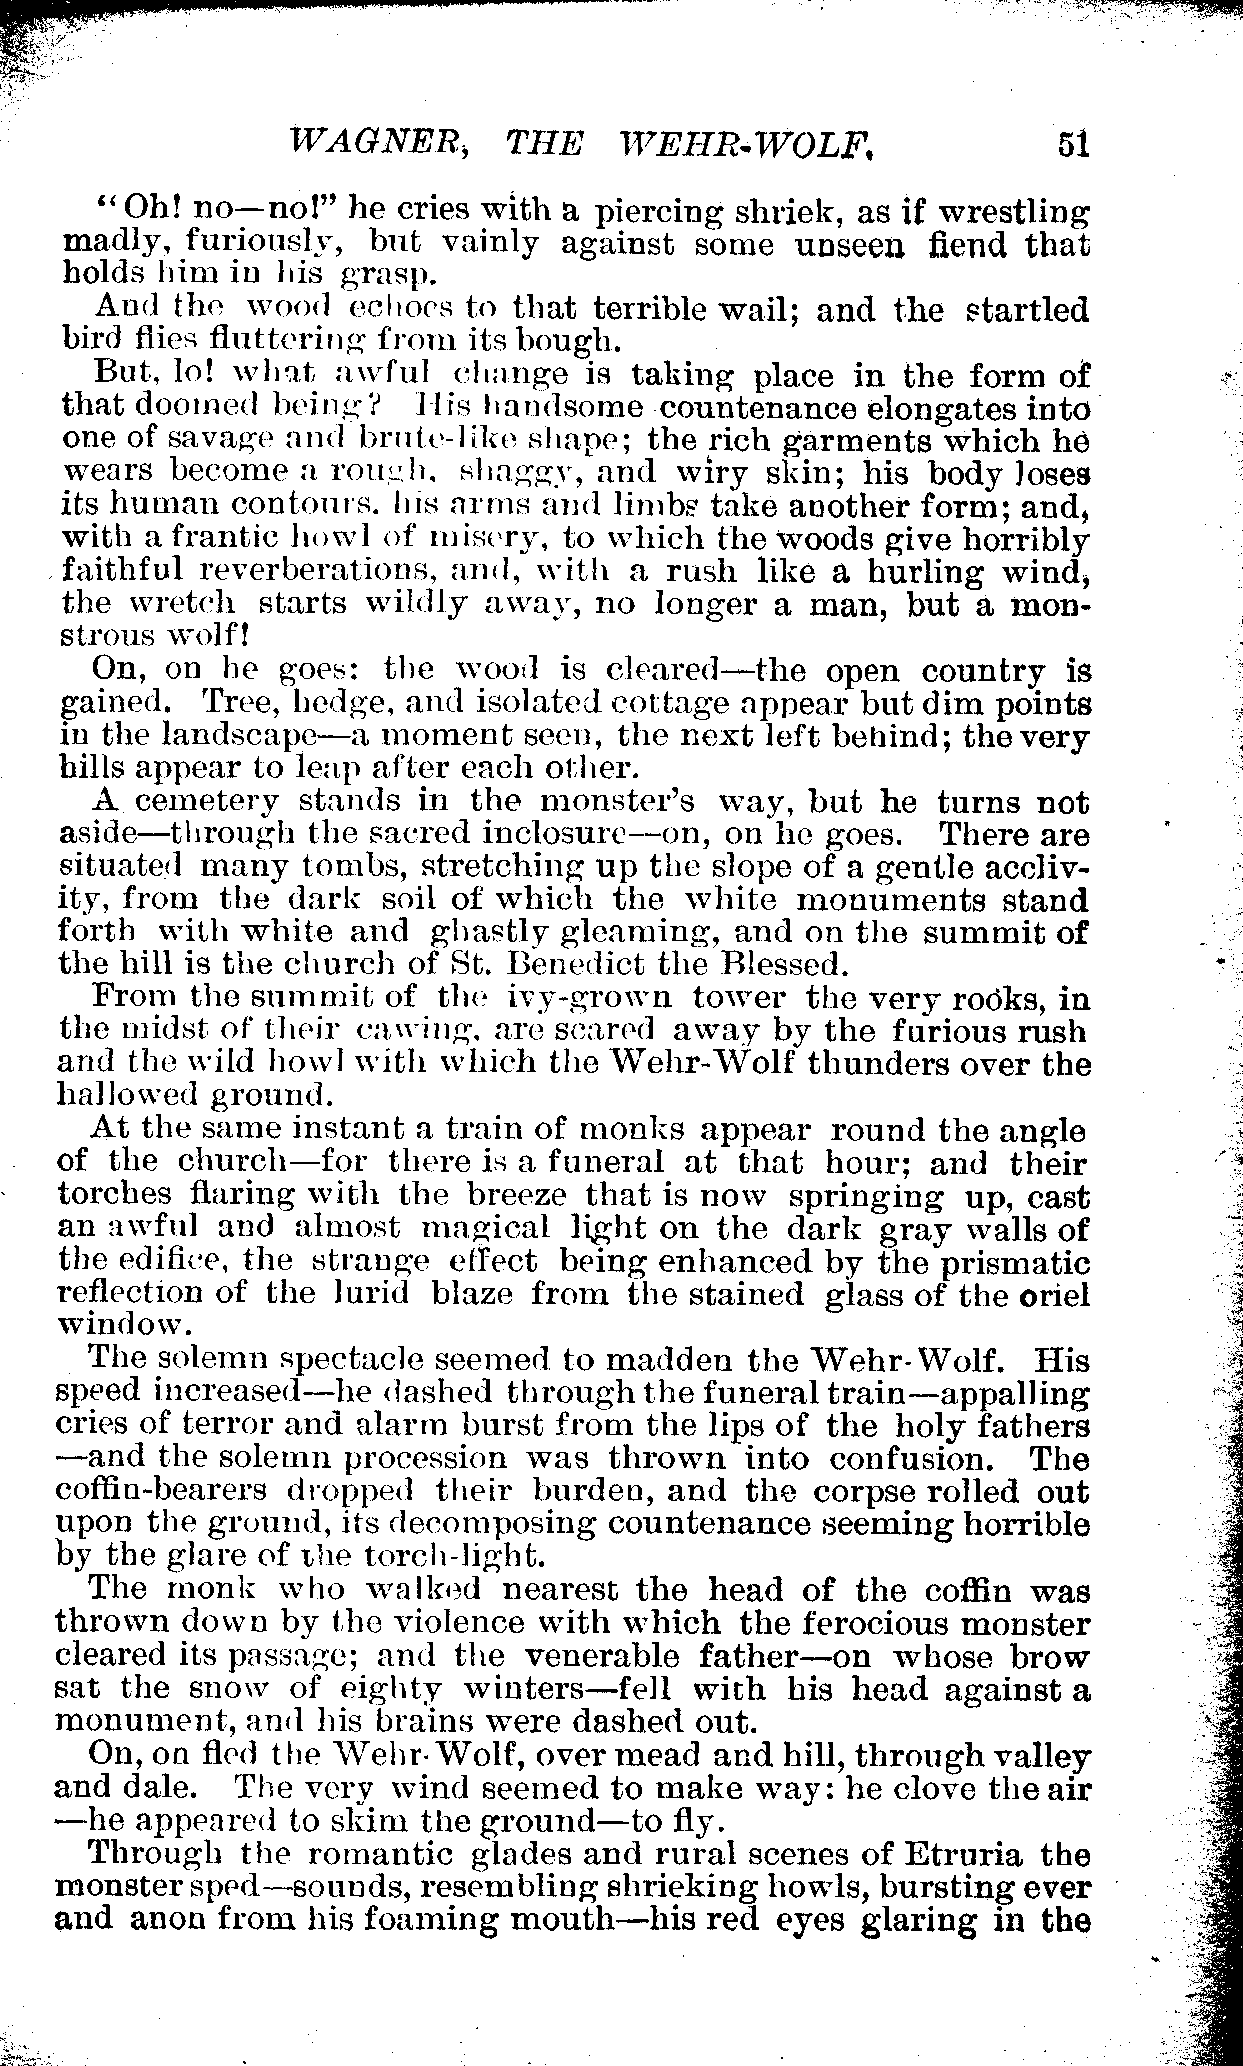 WAGNER, THE WEHR-WOLF. 51
"Oh! no—no!" he cries with a piercing shriek, as if wrestling
madly, furiously, but vainly against some unseen fiend that
holds him in his grasp.
And the wood echoes to that terrible wail; and the startled
bird flies fluttering from its bough.
But, lo! what awful change is taking place in the form of
that doomed being? His handsome countenance elongates into
one of savage and brute-like shape; the rich garments which he
wears become a rough, shaggy, and wiry skin; his body loses
its human contours, his arms and limbs take another form; and,
with a frantic howl of misery, to which the woods give horribly
faithful reverberations, and, with a rush like a hurling wind,
the wretch starts wildly away, no longer a man, but a mon-
strous wolf!
On, on he goes: the wood is cleared—the open country is
gained. Tree, hedge, and isolated cottage appear but dim points
in the landscape—a moment seen, the next left behind; the very
hills appear to leap after each other.
A cemetery stands in the monster's way, but he turns not
aside—through the sacred inclosure—on, on he goes. There are
situated many tombs, stretching up the slope of a gentle accliv-
ity, from the dark soil of which the white monuments stand
forth with white and ghastly gleaming, and on the summit of
the hill is the church of St. Benedict the Blessed.
From the summit of the ivy-grown tower the very rooks, in
the midst of their cawing, are scared away by the furious rush
and the wild howl with which the Wehr-Wolf thunders over the
hallowed ground.
At the same instant a train of monks appear round the angle
of the church—for there is a funeral at that hour; and their
torches flaring with the breeze that is now springing up, cast
an awful and almost magical light on the dark gray walls of
the edifice, the strange effect being enhanced by the prismatic
reflection of the lurid blaze from the stained glass of the oriel
window.
The solemn spectacle seemed to madden the Wehr-Wolf. His
speed increased—he dashed through the funeral train—appalling
cries of terror and alarm burst from the lips of the holy fathers
—and the solemn procession was thrown into confusion. The
coffin-bearers dropped their burden, and the corpse rolled out
upon the ground, its decomposing countenance seeming horrible
by the glare of the torch-light.
The monk who walked nearest the head of the coffin was
thrown down by the violence with which the ferocious monster
cleared its passage; and the venerable father—on whose brow
sat the snow of eighty winters—fell with his head against a
monument, and his brains were dashed out.
On, on fled the Wehr-Wolf, over mead and hill, through valley
and dale. The very wind seemed to make way: he clove the air
—he appeared to skim the ground—to fly.
Through the romantic glades and rural scenes of Etruria the
monster sped—sounds, resembling shrieking howls, bursting ever
and anon from his foaming mouth—his red eyes glaring in the